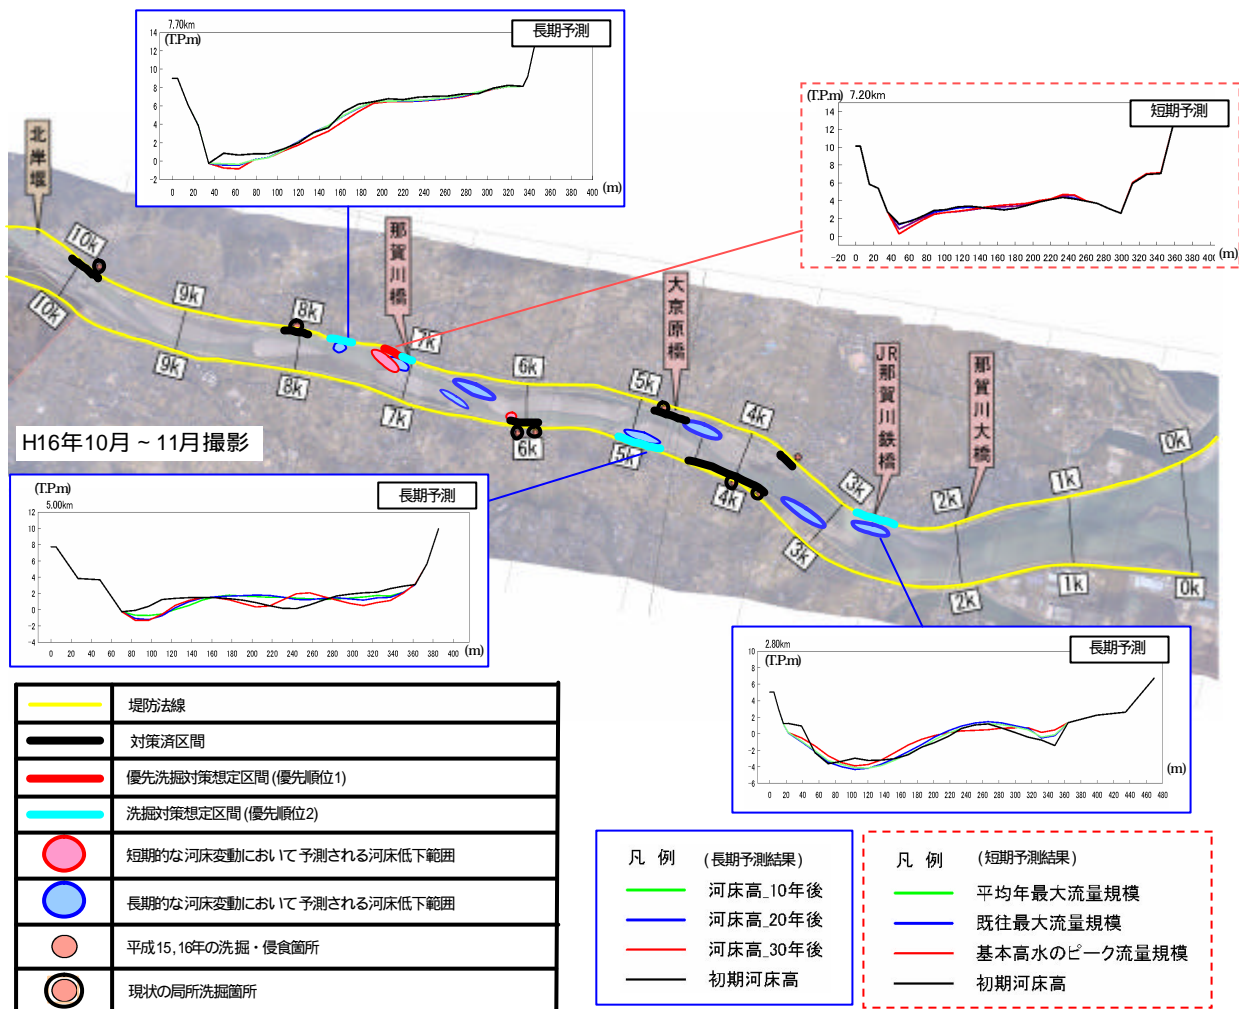 7.70km
(T.P.m)
長期予測
14
12
10
8
6
4
2
0
-2
0 20 40 60 80 100 120 140 160 180 200 220 240 260 280 300 320 340 360 380 400
(m)
(T.P.m) 7.20km
短期予測
14
12
10
8
6
4
2
0
-20 0 20 40 60 80 100 120 140 160 180 200 220 240 260 280 300 320 340 360 380 400
(m)
北岸堰
那賀川橋
大京原橋
JR那賀川鉄橋
那賀川大橋
10k
9k
8k
7k
6k
5k
4k
3k
2k
1k
0k
10k
9k
8k
7k
6k
5k
4k
3k
2k
1k
0k
H16年10月 ~ 11月撮影
(T.P.m)
5.00km
長期予測
12
10
8
6
4
2
0
-2
-4
0 20 40 60 80 100 120 140 160 180 200 220 240 260 280 300 320 340 360 380 400
(m)
2.80km
(T.P.m)
長期予測
10
8
6
4
2
0
-2
-4
-6
0 20 40 60 80 100 120 140 160 180 200 220 240 260 280 300 320 340 360 380 400 420 440 460 480
(m)
堤防法線
対策済区間
優先洗掘対策想定区間(優先順位1)
洗掘対策想定区間(優先順位2)
短期的な河床変動において予測される河床低下範囲
長期的な河床変動において予測される河床低下範囲
平成15,16年の洗掘・侵食箇所
現状の局所洗掘箇所
凡 例 (長期予測結果)
河床高_10年後
河床高_20年後
河床高_30年後
初期河床高
凡 例 (短期予測結果)
平均年最大流量規模
既往最大流量規模
基本高水のピーク流量規模
初期河床高